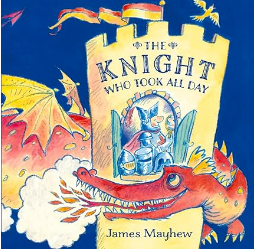 THE
KNIGHT
WHO TOOK ALL DAY
James Mayhew